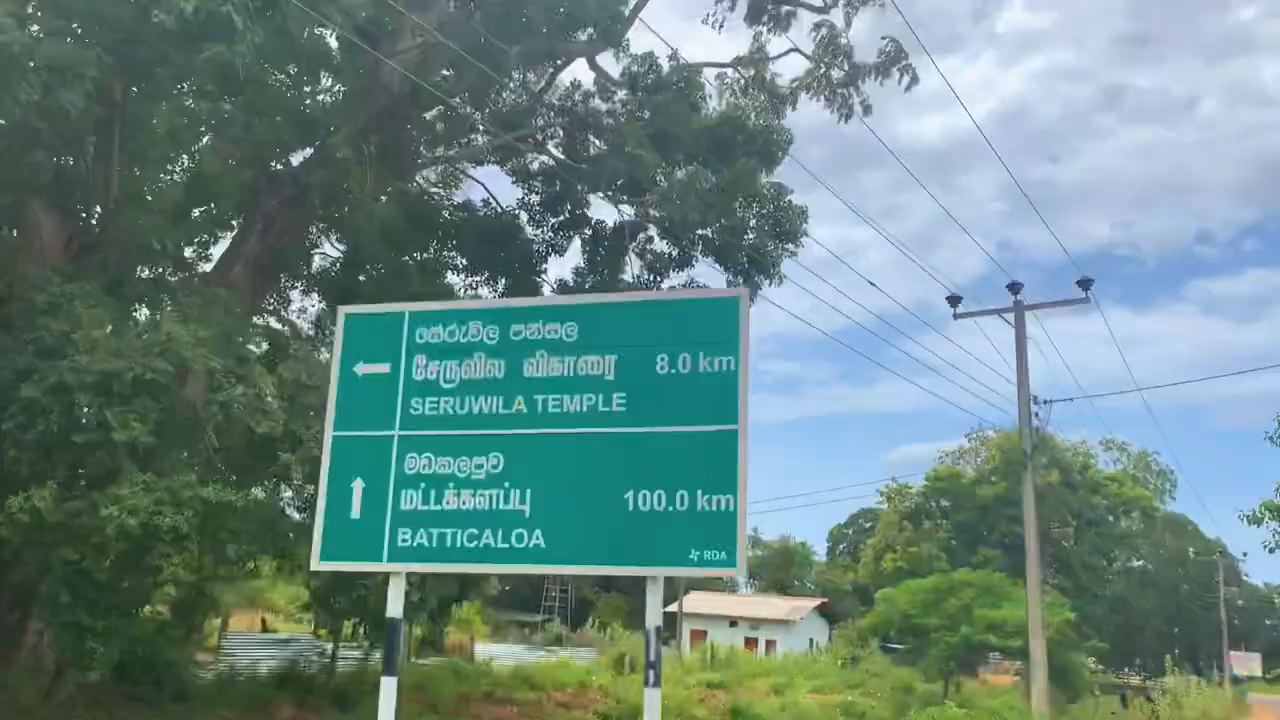 සේරුවිල පන්සල
சேருவில விகாரை 8.0 km
SERUWILA TEMPLE
මඩකලපුව
மட்டக்களப்பு 100.0 km
BATTICALOA
RDA